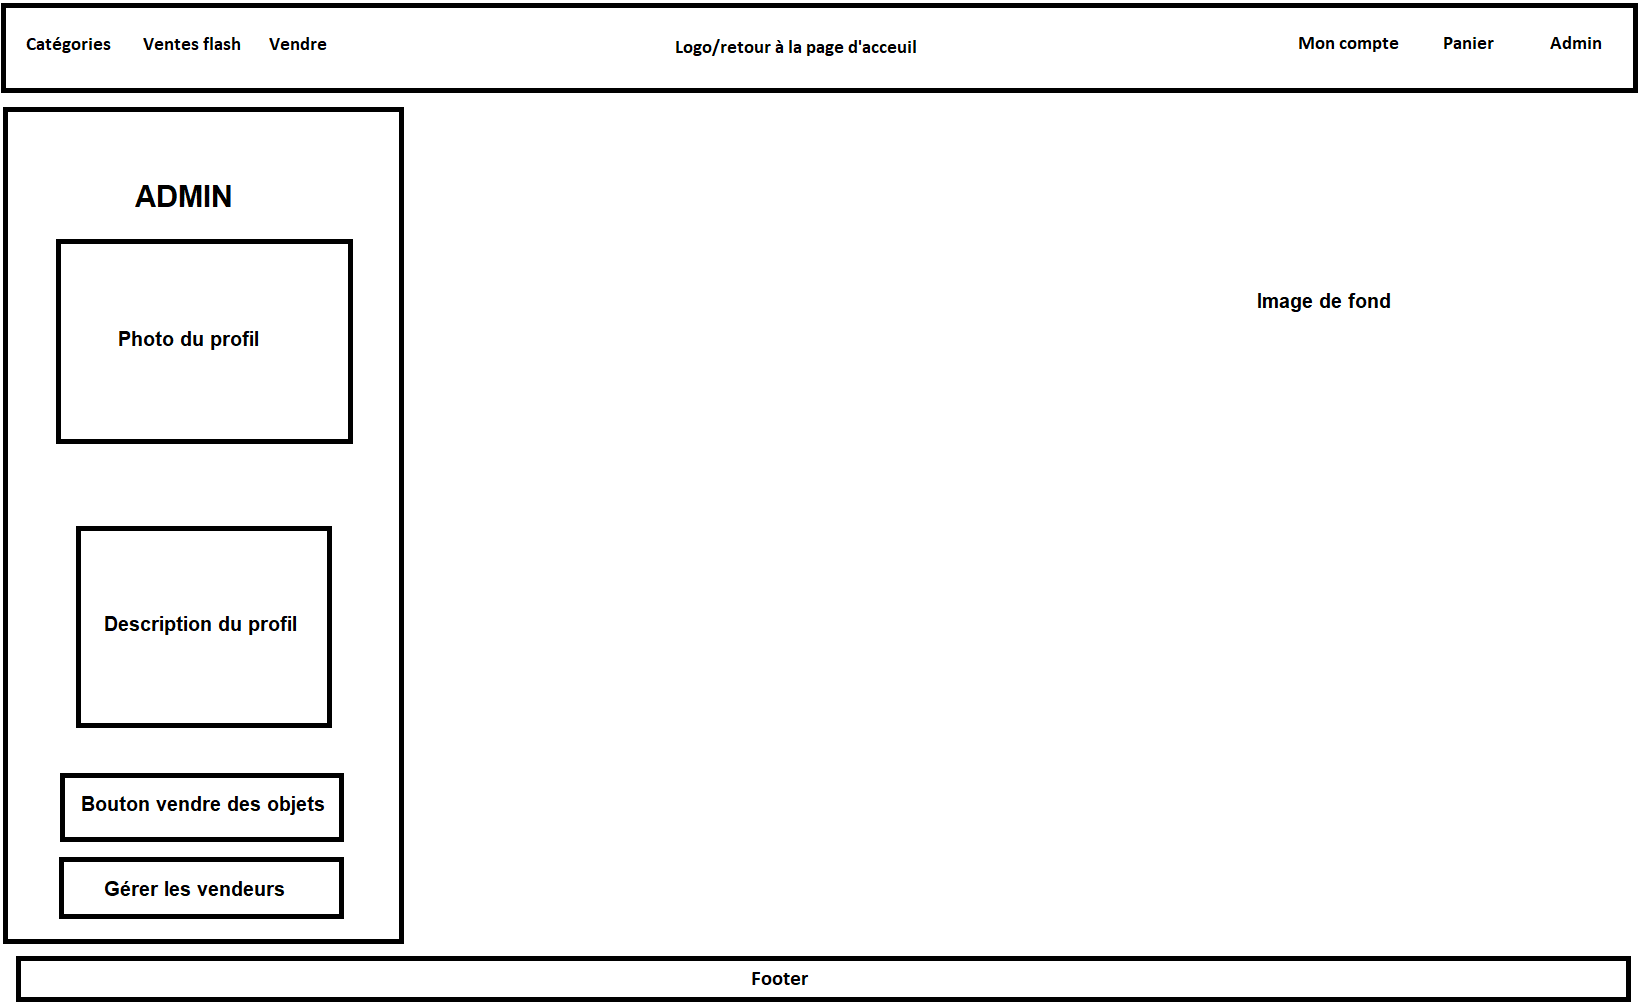 Catégories Ventes flash Vendre Logo/retour à la page d'acceuil Mon compte Panier Admin
ADMIN
Image de fond
Photo du profil
Description du profil
Bouton vendre des objets
Gérer les vendeurs
Footer